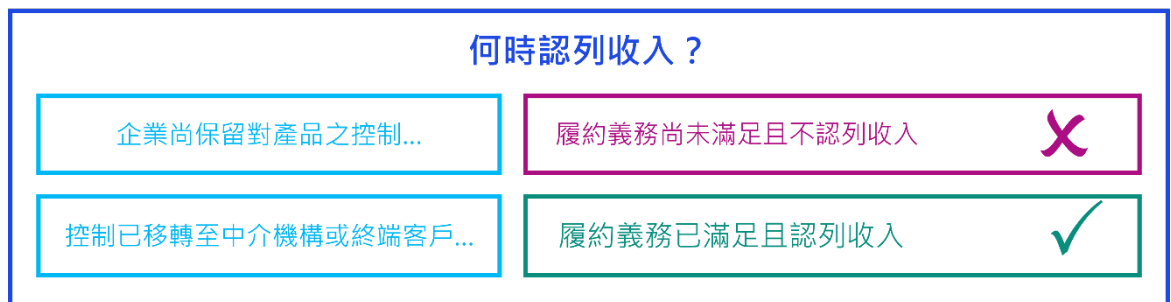 何時認列收入？
企業尚保留對產品之控制...
履約義務尚未滿足且不認列收入
控制已移轉至中介機構或終端客戶...
履約義務已滿足且認列收入